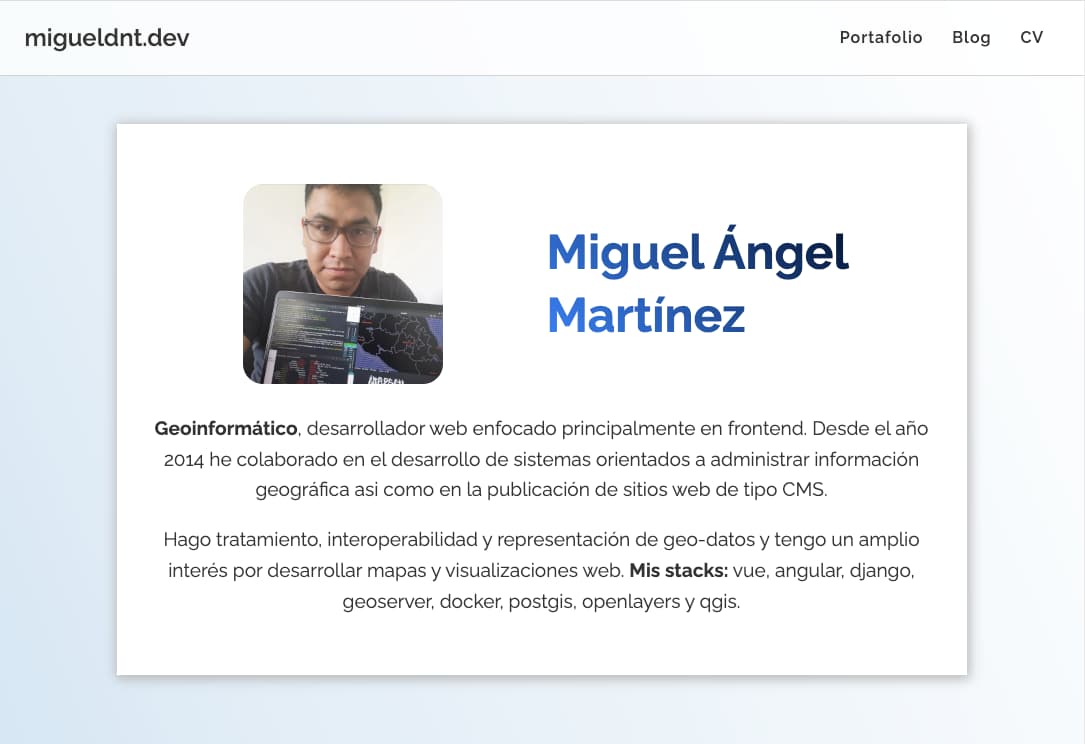 migueldnt.dev
Portafolio Blog CV
Miguel Ángel
Martínez
Geoinformático, desarrollador web enfocado principalmente en frontend. Desde el año
2014 he colaborado en el desarrollo de sistemas orientados a administrar información
geográfica asi como en la publicación de sitios web de tipo CMS.
Hago tratamiento, interoperabilidad y representación de geo-datos y tengo un amplio
interés por desarrollar mapas y visualizaciones web. Mis stacks: vue, angular, django,
geoserver, docker, postgis, openlayers y qgis.